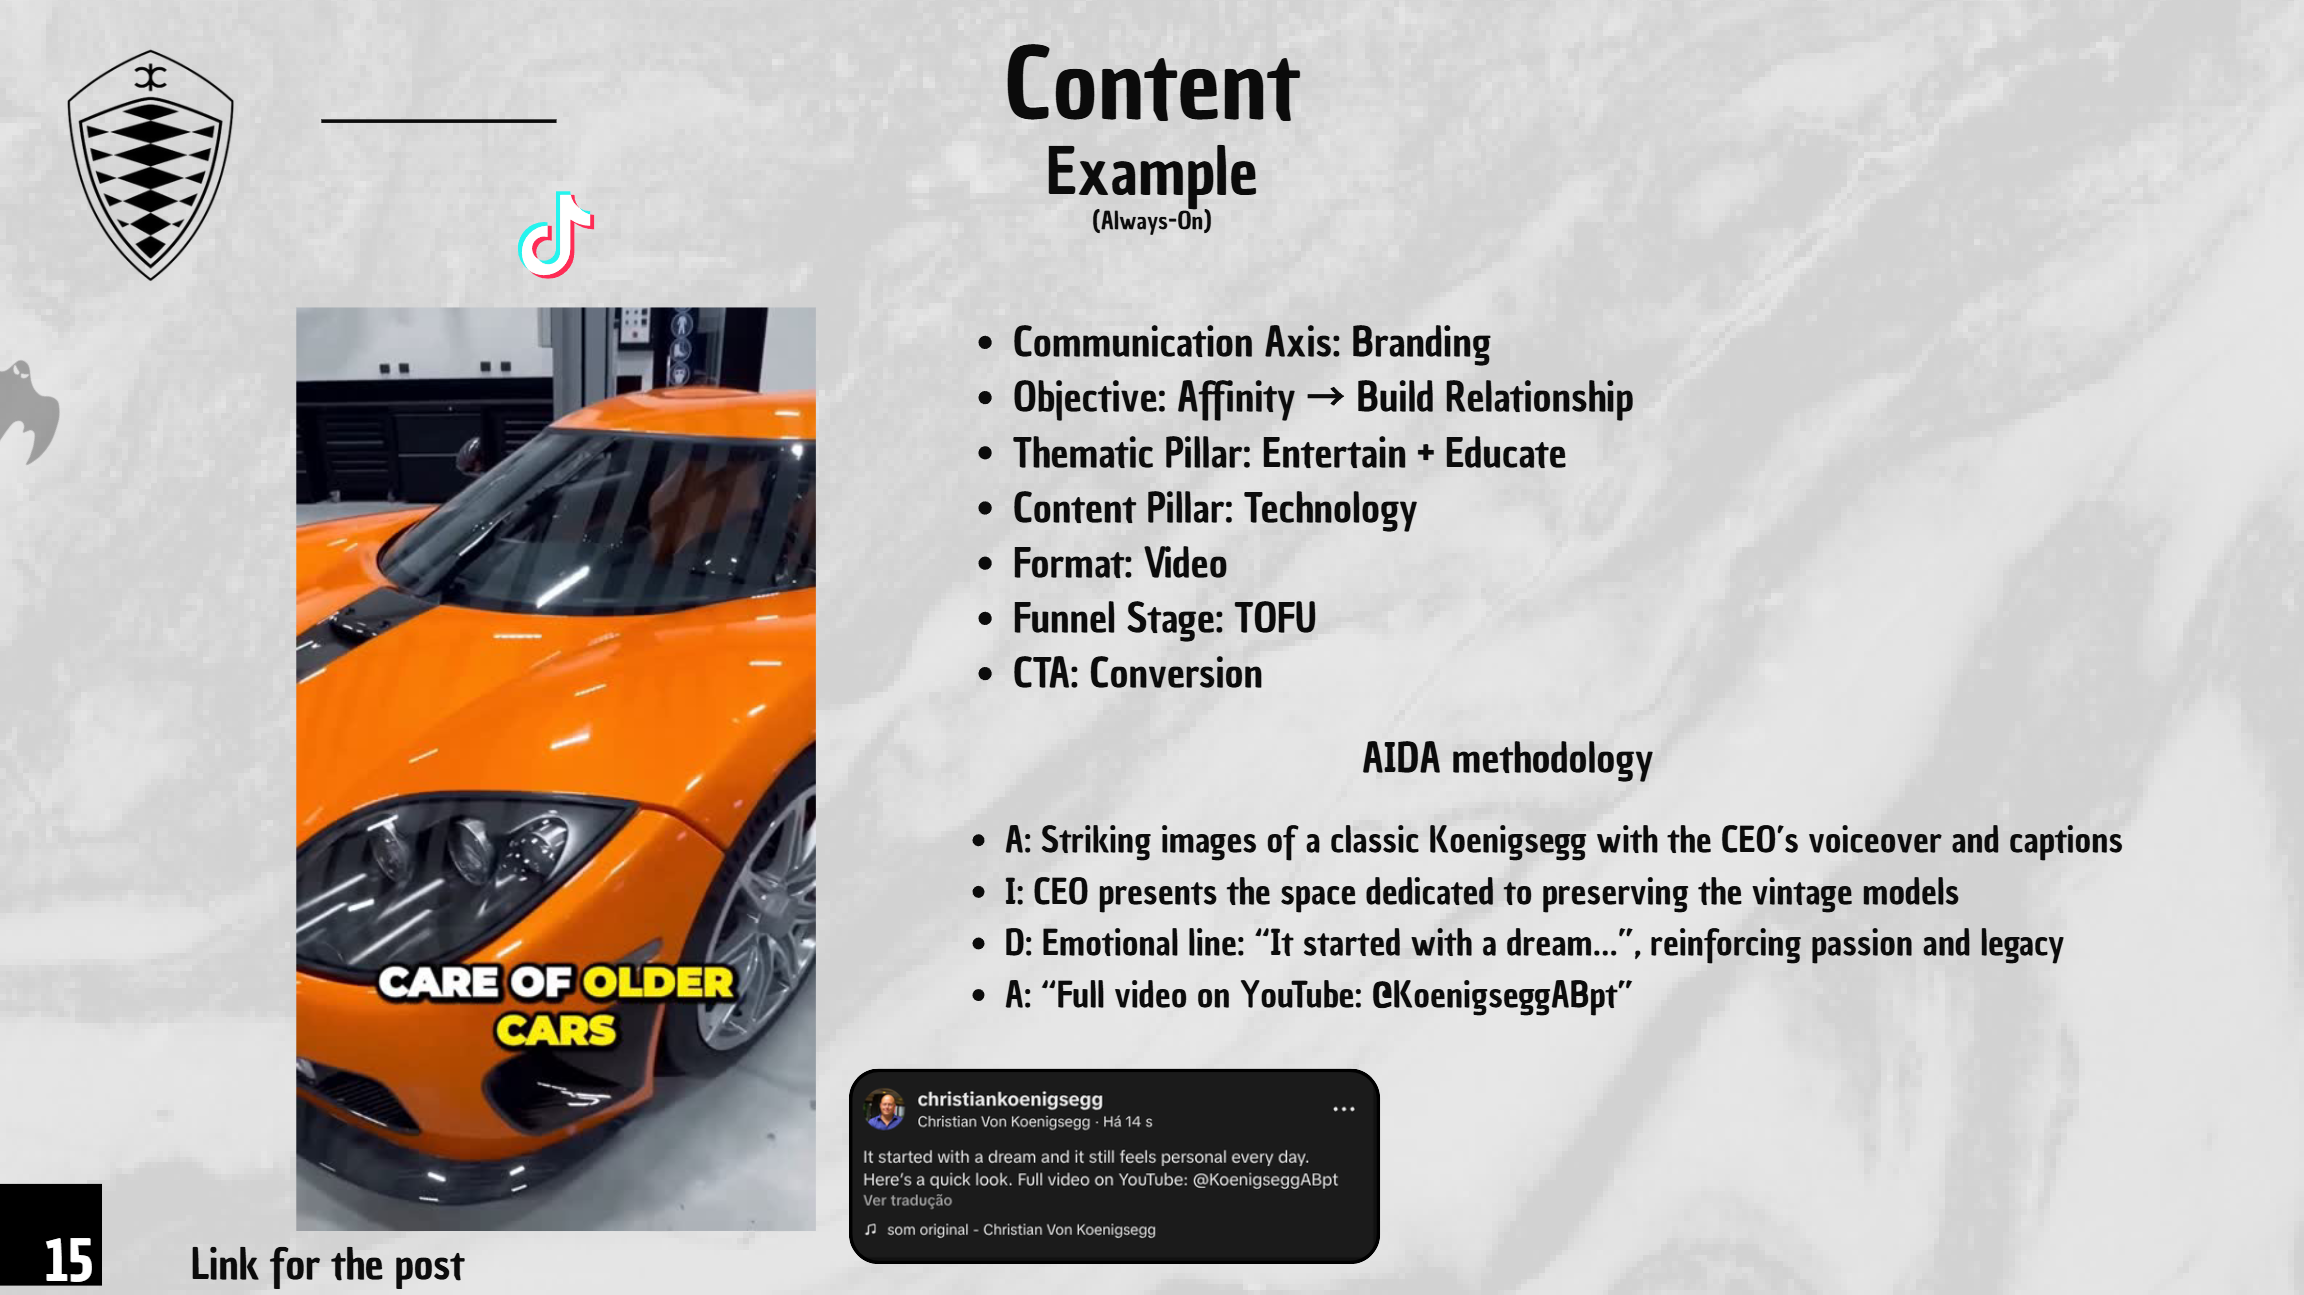 Content
Example
(Always-On)
• Communication Axis: Branding
• Objective: Affinity → Build Relationship
• Thematic Pillar: Entertain + Educate
• Content Pillar: Technology
• Format: Video
• Funnel Stage: TOFU
• CTA: Conversion
AIDA methodology
• A: Striking images of a classic Koenigsegg with the CEO’s voiceover and captions
• I: CEO presents the space dedicated to preserving the vintage models
• D: Emotional line: “It started with a dream...”, reinforcing passion and legacy
• A: “Full video on YouTube: @KoenigseggABpt”
CARE OF OLDER
CARS
christiankoenigsegg
Christian Von Koenigsegg · Há 14 s
It started with a dream and it still feels personal every day.
Here’s a quick look. Full video on YouTube: @KoenigseggABpt
Ver tradução
som original - Christian Von Koenigsegg
15
Link for the post